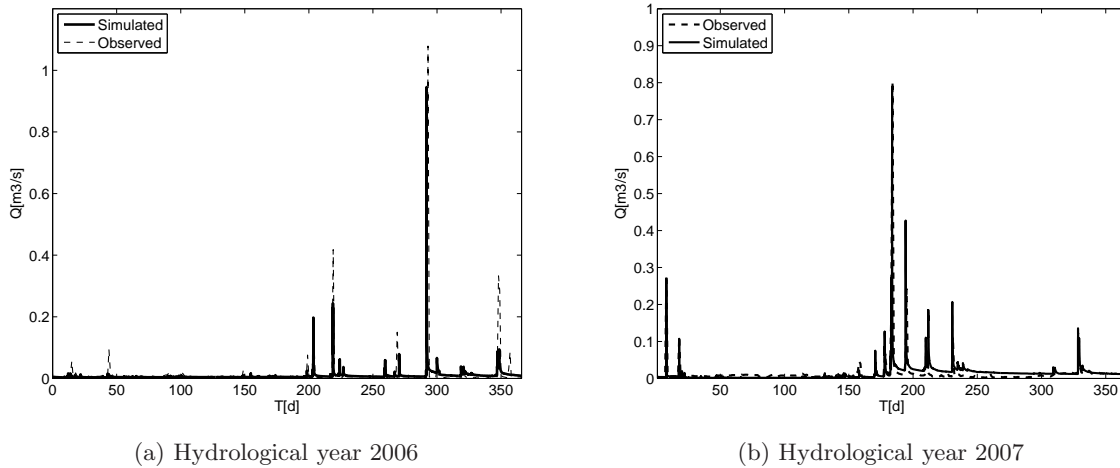 Simulated
Observed
1
0.8
0.6
0.4
0.2
0
Q[m3/s]
0 50 100 150 200 250 300 350
T[d]
(a) Hydrological year 2006
Observed
Simulated
1
0.9
0.8
0.7
0.6
0.5
0.4
0.3
0.2
0.1
0
Q[m3/s]
50 100 150 200 250 300 350
T[d]
(b) Hydrological year 2007